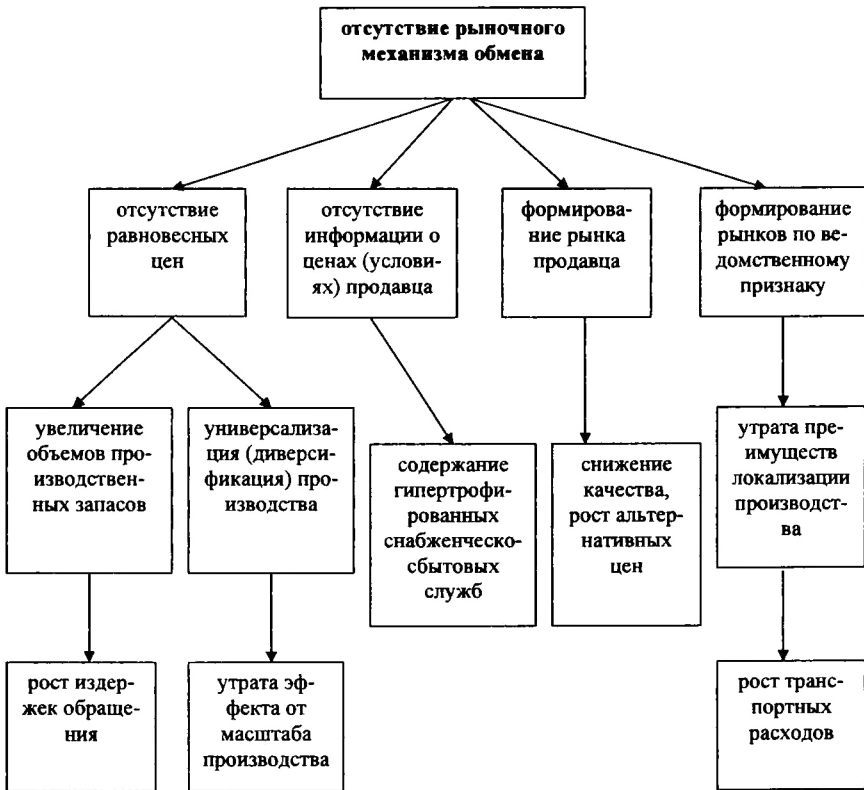 отсутствие рыночного
механизма обмена
отсутствие
равновесных
цен
отсутствие
информации о
ценах (услови-
ях) продавца
формирова-
ние рынка
продавца
формирование
рынков по ве-
домственному
признаку
увеличение
объемов про-
изводствен-
ных запасов
универсализа-
ция (диверси-
фикация) про-
изводства
содержание
гипертрофи-
рованных
снабженческо-
сбытовых
служб
снижение
качества,
рост альтер-
нативных
цен
утрата пре-
имуществ
локализации
производст-
ва
рост издер-
жек обраще-
ния
утрата эф-
фекта от
масштаба
производства
рост транс-
портных
расходов